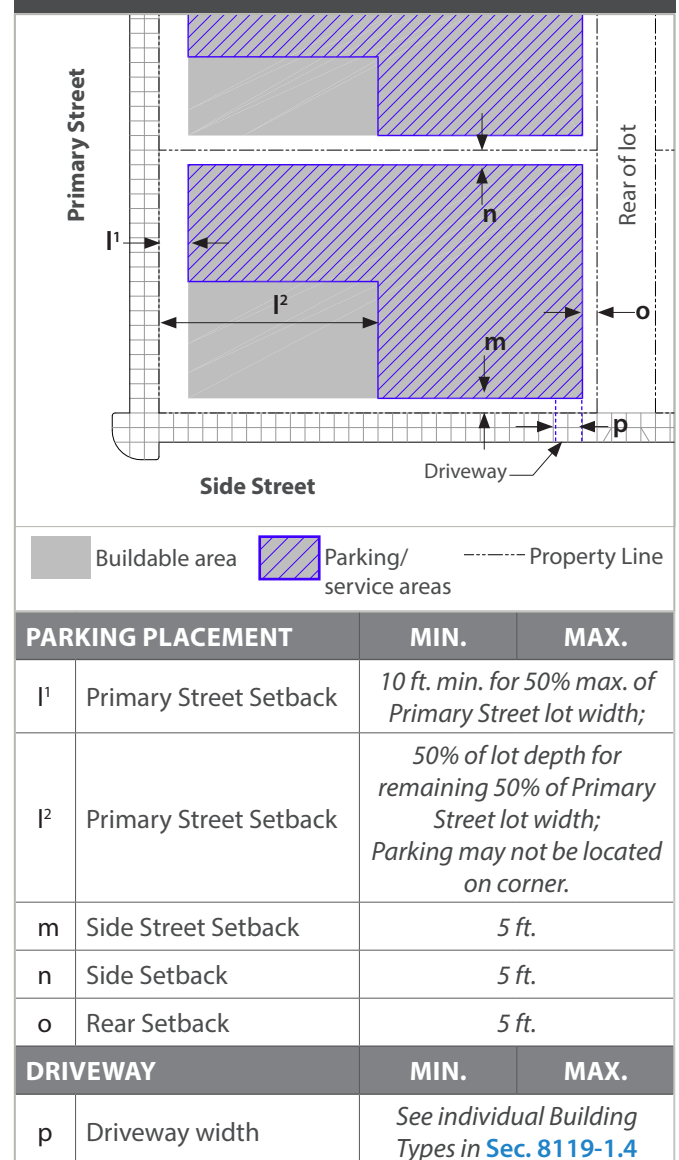 Primary Street
Rear of lot
n
l¹
l²
o
m
p
Driveway
Side Street
Buildable area
Parking/
service areas
Property Line
PARKING PLACEMENT MIN. MAX.
l¹ Primary Street Setback 10 ft. min. for 50% max. of
Primary Street lot width;
l² Primary Street Setback 50% of lot depth for
remaining 50% of Primary
Street lot width;
Parking may not be located
on corner.
m Side Street Setback 5 ft.
n Side Setback 5 ft.
o Rear Setback 5 ft.
DRIVEWAY MIN. MAX.
p Driveway width See individual Building
Types in Sec. 8119-1.4